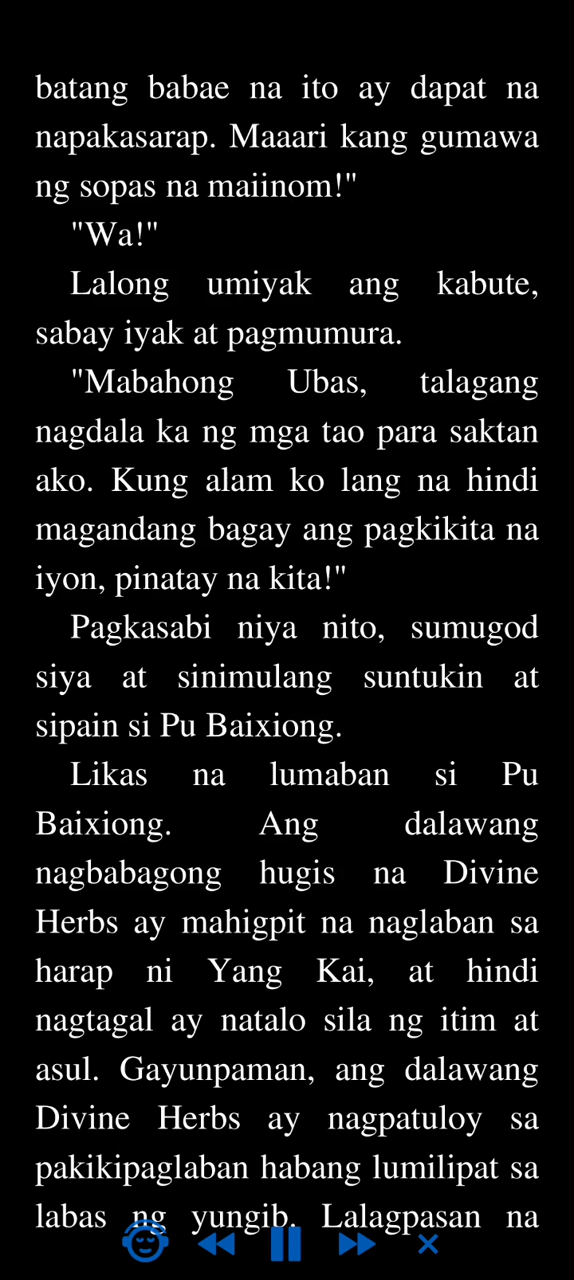 batang babae na ito ay dapat na
napakasarap. Maaari kang gumawa
ng sopas na maiinom!"
"Wa!"
Lalong umiyak ang kabute,
sabay iyak at pagmumura.
"Mabahong Ubas, talagang
nagdala ka ng mga tao para saktan
ako. Kung alam ko lang na hindi
magandang bagay ang pagkikita na
iyon, pinatay na kita!"
Pagkasabi niya nito, sumugod
siya at sinimulang suntukin at
sipain si Pu Baixiong.
Likas na lumaban si Pu
Baixiong. Ang dalawang
nagbabagong hugis na Divine
Herbs ay mahigpit na naglaban sa
harap ni Yang Kai, at hindi
nagtagal ay natalo sila ng itim at
asul. Gayunpaman, ang dalawang
Divine Herbs ay nagpatuloy sa
pakikipaglaban habang lumilipat sa
labas ng yungib. Lalagpasan na